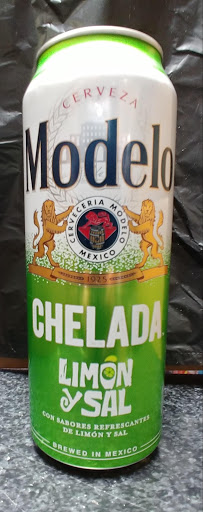 CERVEZA
Modelo
CERVECERIA MODELO
MEXICO
1925
CHELADA
LIMÓN
Y SAL
CON SABORES REFRESCANTES
DE LIMÓN Y SAL
BREWED IN MEXICO